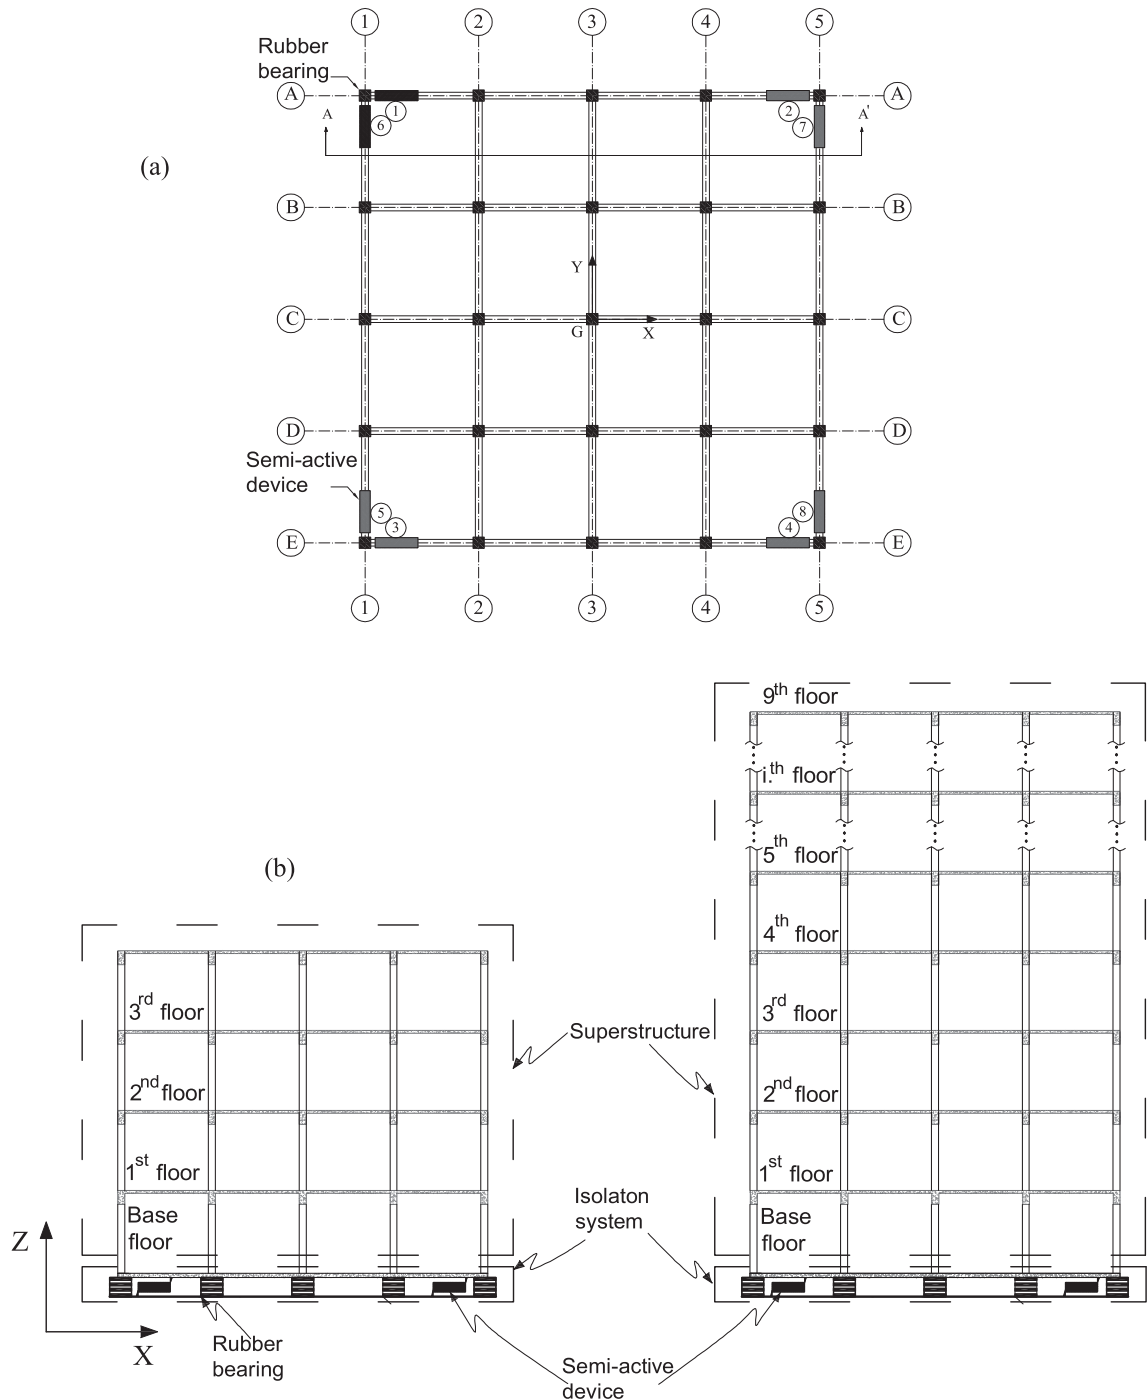 1 2 3 4 5
Rubber
bearing
A A
1 2
A 6 7 A'
(a)
B B
Y
C C
G X
D D
Semi-active
device
5 8
3 4
E E
1 2 3 4 5
9th floor
i.th floor
(b)
5th floor
4th floor
3rd floor
3rd floor
Superstructure
2nd floor
2nd floor
1st floor
1st floor
Isolaton
system
Base
floor
Base
floor
Z
X
Rubber
bearing
Semi-active
device